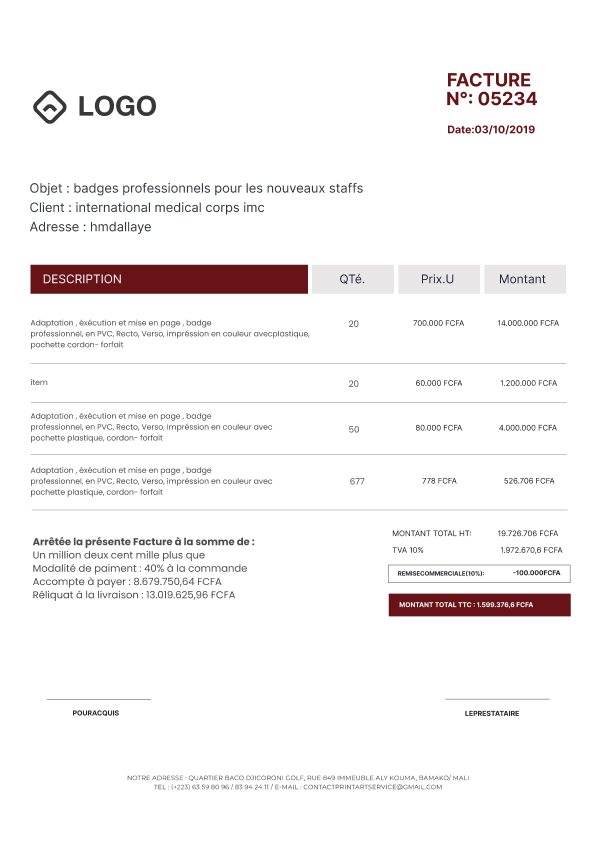 LOGO
FACTURE
N°: 05234
Date:03/10/2019
Objet : badges professionnels pour les nouveaux staffs
Client : international medical corps imc
Adresse : hmdallaye
DESCRIPTION QTé. Prix.U Montant
Adaptation , éxécution et mise en page , badge
professionnel, en PVC, Recto, Verso, impréssion en couleur avecplastique,
pochette cordon- forfait
20 700.000 FCFA 14.000.000 FCFA
item 20 60.000 FCFA 1.200.000 FCFA
Adaptation , éxécution et mise en page , badge
professionnel, en PVC, Recto, Verso, impréssion en couleur avec
pochette plastique, cordon- forfait
50 80.000 FCFA 4.000.000 FCFA
Adaptation , éxécution et mise en page , badge
professionnel, en PVC, Recto, Verso, impréssion en couleur avec
pochette plastique, cordon- forfait
677 778 FCFA 526.706 FCFA
MONTANT TOTAL HT: 19.726.706 FCFA
TVA 10% 1.972.670,6 FCFA
REMISECOMMERCIALE(10%): -100.000FCFA
MONTANT TOTAL TTC : 1.599.376,6 FCFA
Arrêtée la présente Facture à la somme de :
Un million deux cent mille plus que
Modalité de paiment : 40% à la commande
Accompte à payer : 8.679.750,64 FCFA
Réliquat à la livraison : 13.019.625,96 FCFA
POURACQUIS LEPRESTATAIRE
NOTRE ADRESSE : QUARTIER BACO DJICORONI GOLF, RUE 849 IMMEUBLE ALY KOUMA, BAMAKO/ MALI
TEL : (+223) 63 59 80 96 / 83 94 24 11 / E-MAIL : CONTACTPRINTARTSERVICE@GMAIL.COM